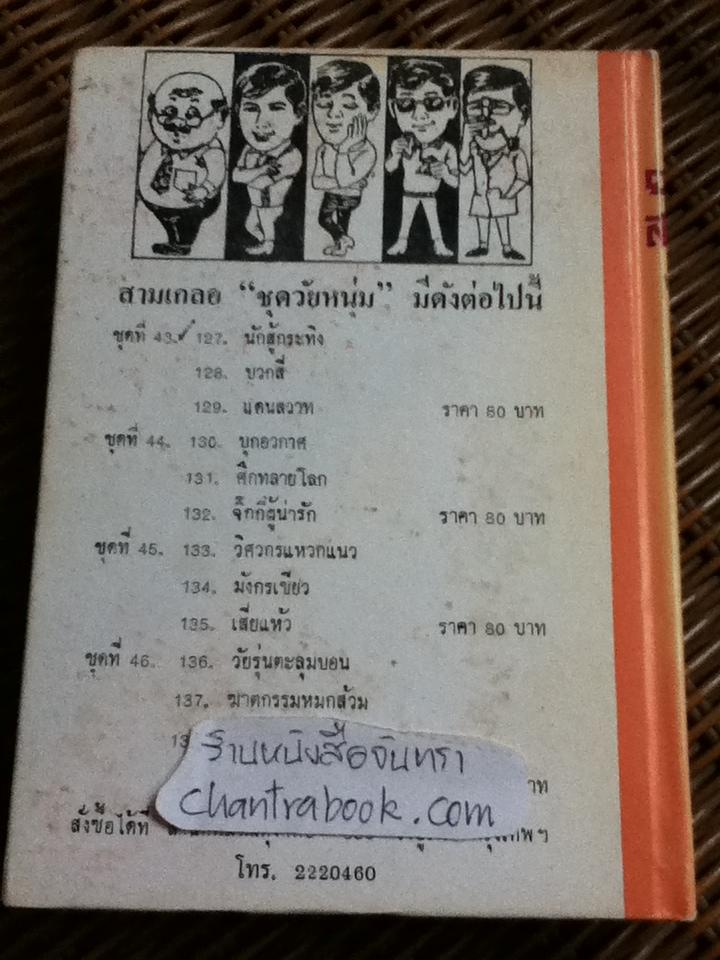 สามเกลอ “ชุดวัยหนุ่ม” มีดังต่อไปนี้
ชุดที่ 43. 127. นักสู้กระทิง
128. บวกสี่
129. แดนสวาท ราคา 80 บาท
ชุดที่ 44. 130. บุกอวกาศ
131. ศึกทลายโลก
132. จิ๊กกี๋ผู้น่ารัก ราคา 80 บาท
ชุดที่ 45. 133. วิศวกรแหวกแนว
134. มังกรเขียว
135. เสี่ยแห้ว ราคา 80 บาท
ชุดที่ 46. 136. วัยรุ่นตะลุมบอน
137. ฆาตกรรมหมกส้วม
ร้านหนังสือจันทรา
chantrabook.com
สั่งซื้อได้ที่
โทร. 2220460